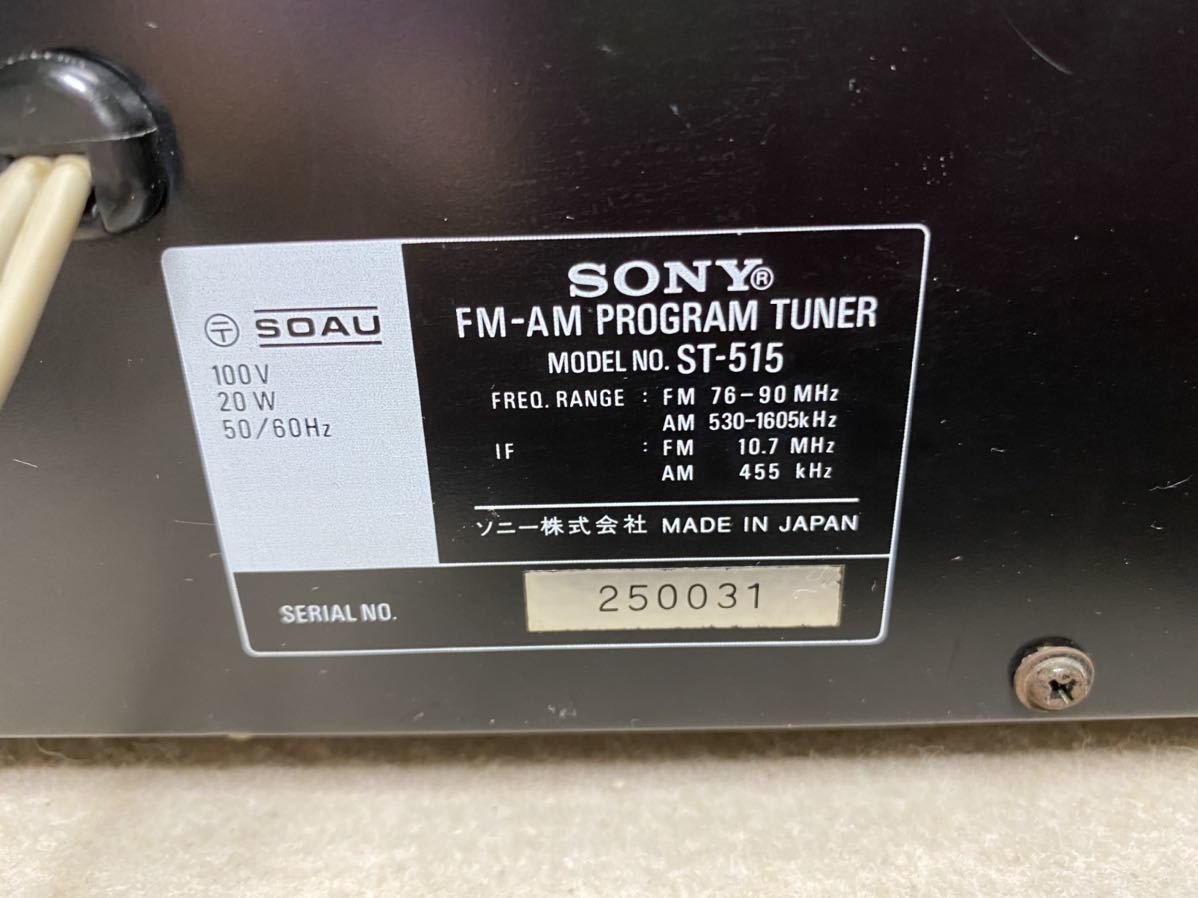 〒 SOAU
100V
20W
50/60Hz
SONY®
FM-AM PROGRAM TUNER
MODEL NO. ST-515
FREQ. RANGE : FM 76-90 MHz
AM 530-1605kHz
IF : FM 10.7 MHz
AM 455 kHz
ソニー株式会社 MADE IN JAPAN
SERIAL NO. 250031